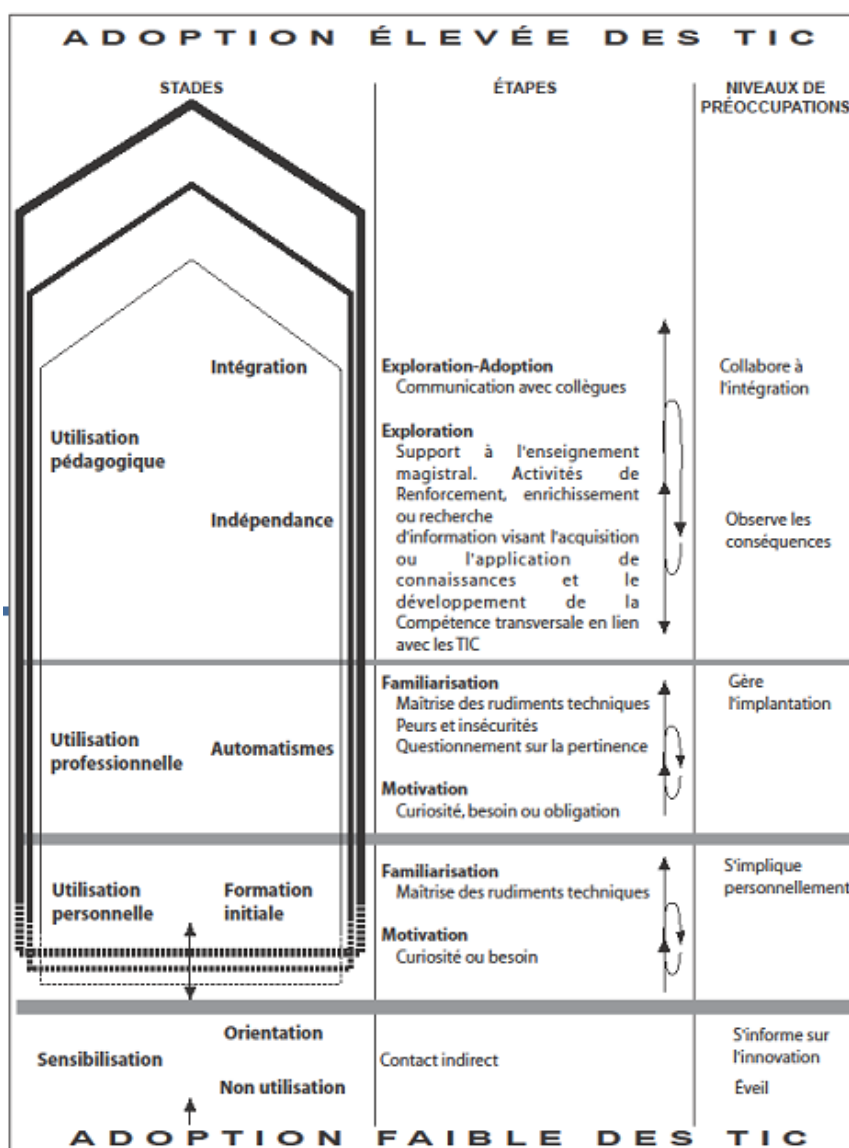 ADOPTION ÉLEVÉE DES TIC
STADES
ÉTAPES
NIVEAUX DE
PRÉOCCUPATIONS
Intégration
Exploration-Adoption
Communication avec collègues
Collabore à
l'intégration
Utilisation
pédagogique
Exploration
Support à l'enseignement
magistral. Activités de
Renforcement, enrichissement
ou recherche
d'information visant l'acquisition
ou l'application de
connaissances et le
développement de la
Compétence transversale en lien
avec les TIC
Indépendance
Observe les
conséquences
Utilisation
professionnelle
Automatismes
Familiarisation
Maîtrise des rudiments techniques
Peurs et insécurités
Questionnement sur la pertinence
Motivation
Curiosité, besoin ou obligation
Gère
l'implantation
Utilisation
personnelle
Formation
initiale
Familiarisation
Maîtrise des rudiments techniques
Motivation
Curiosité ou besoin
S'implique
personnellement
Sensibilisation
Orientation
Non utilisation
Contact indirect
S'informe sur
l'innovation
Éveil
ADOPTION FAIBLE DES TIC